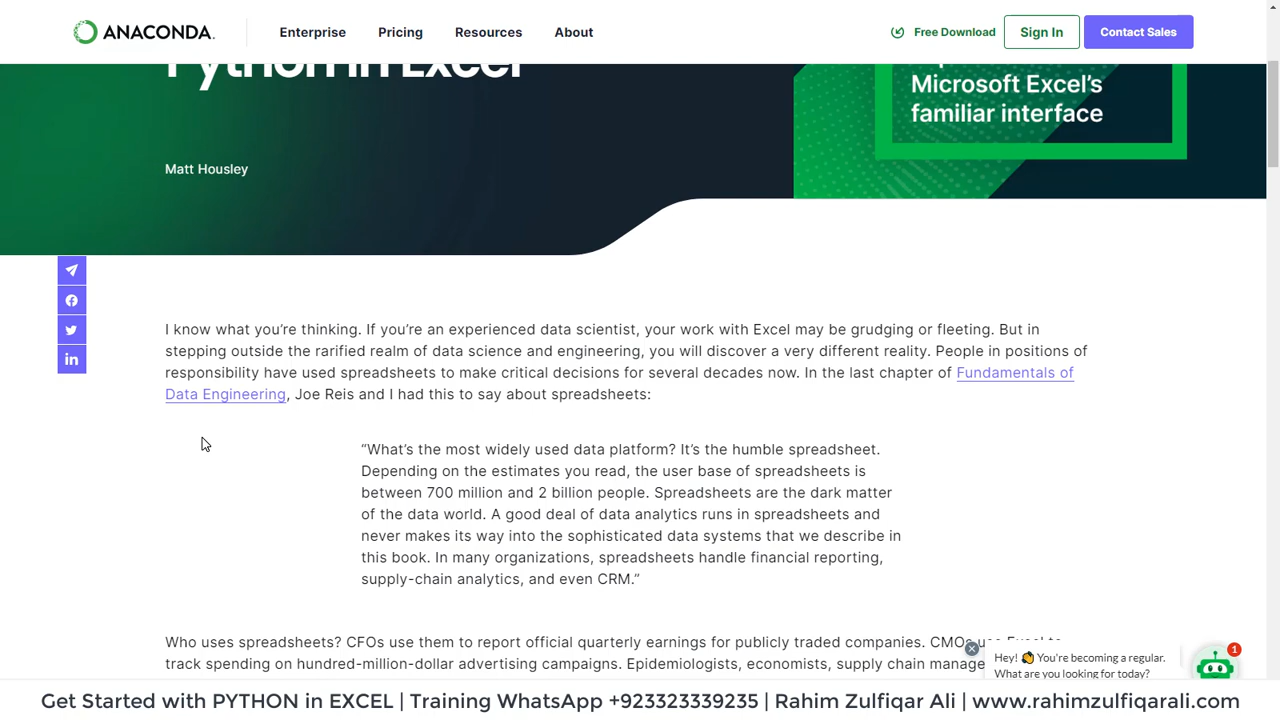 ANACONDA.
Enterprise
Pricing
Resources
About
Free Download
Sign In
Contact Sales
Python in Excel
Microsoft Excel's
familiar interface
Matt Housley
I know what you're thinking. If you're an experienced data scientist, your work with Excel may be grudging or fleeting. But in
stepping outside the rarified realm of data science and engineering, you will discover a very different reality. People in positions of
responsibility have used spreadsheets to make critical decisions for several decades now. In the last chapter of Fundamentals of
Data Engineering, Joe Reis and I had this to say about spreadsheets:
“What's the most widely used data platform? It's the humble spreadsheet.
Depending on the estimates you read, the user base of spreadsheets is
between 700 million and 2 billion people. Spreadsheets are the dark matter
of the data world. A good deal of data analytics runs in spreadsheets and
never makes its way into the sophisticated data systems that we describe in
this book. In many organizations, spreadsheets handle financial reporting,
supply-chain analytics, and even CRM.”
Who uses spreadsheets? CFOs use them to report official quarterly earnings for publicly traded companies. CMOs use Excel to
track spending on hundred-million-dollar advertising campaigns. Epidemiologists, economists, supply chain manage
Hey! 👋 You're becoming a regular.
What are you looking for today?
1
Get Started with PYTHON in EXCEL | Training WhatsApp +923323339235 | Rahim Zulfiqar Ali | www.rahimzulfiqarali.com